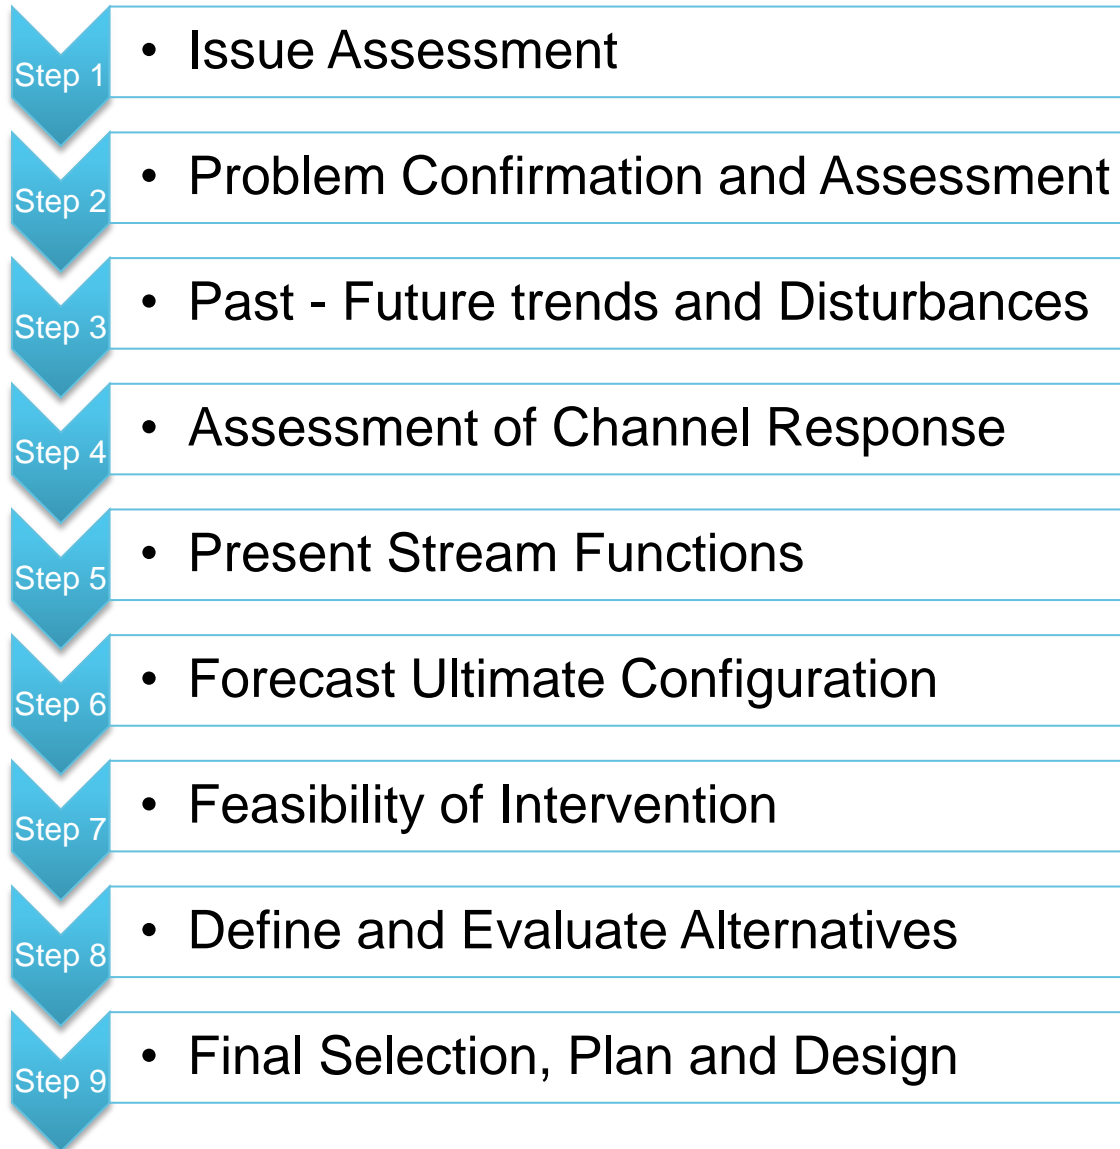 Step 1
• Issue Assessment
Step 2
• Problem Confirmation and Assessment
Step 3
• Past - Future trends and Disturbances
Step 4
• Assessment of Channel Response
Step 5
• Present Stream Functions
Step 6
• Forecast Ultimate Configuration
Step 7
• Feasibility of Intervention
Step 8
• Define and Evaluate Alternatives
Step 9
• Final Selection, Plan and Design